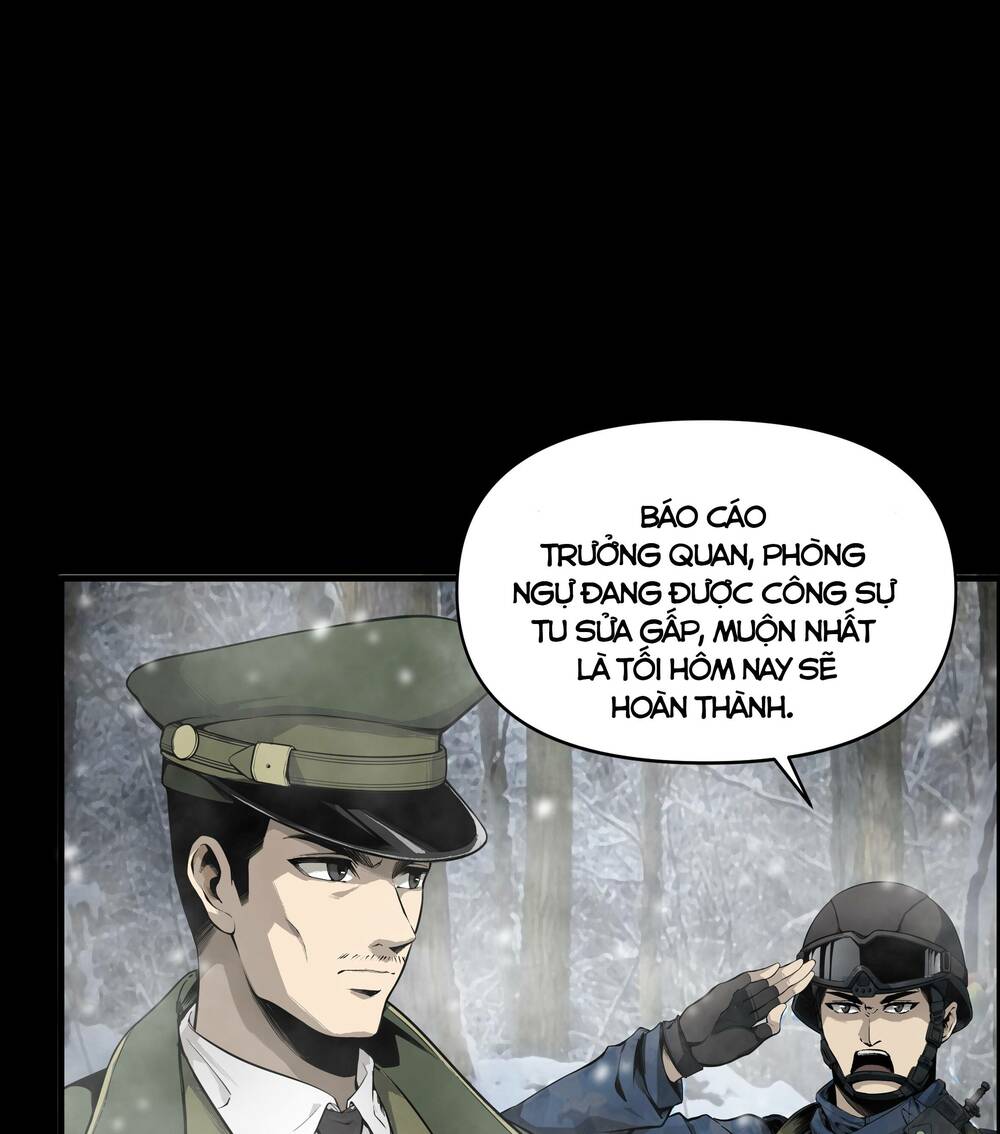 BÁO CÁO
TRƯỞNG QUAN, PHÒNG
NGỰ ĐANG ĐƯỢC CÔNG SỰ
TU SỬA GẤP, MUỘN NHẤT
LÀ TỐI HÔM NAY SẼ
HOÀN THÀNH.